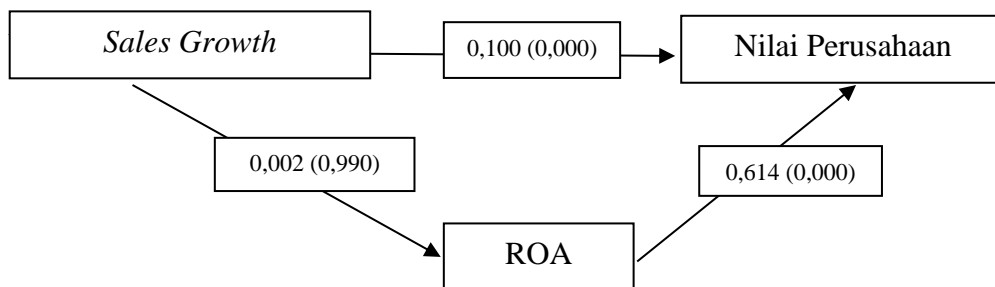 Sales Growth
0,100 (0,000)
Nilai Perusahaan
0,002 (0,990)
0,614 (0,000)
ROA